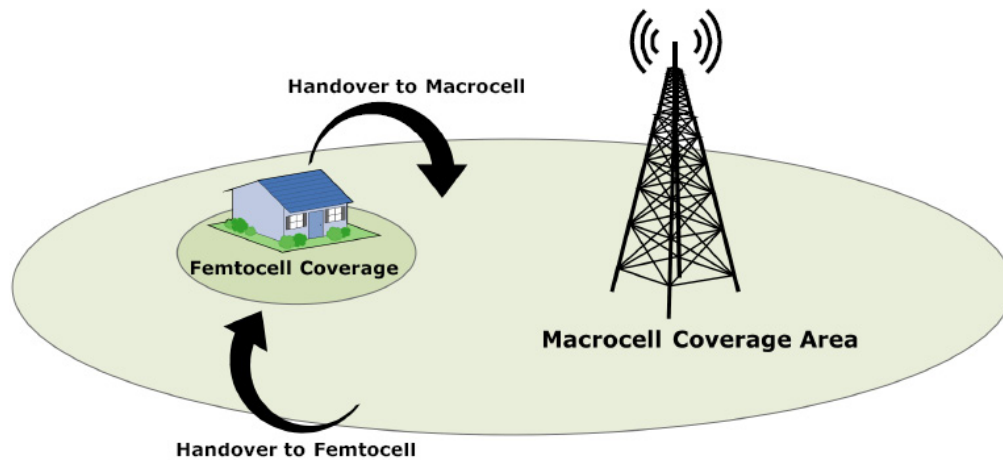 Handover to Macrocell
Femtocell Coverage
Macrocell Coverage Area
Handover to Femtocell